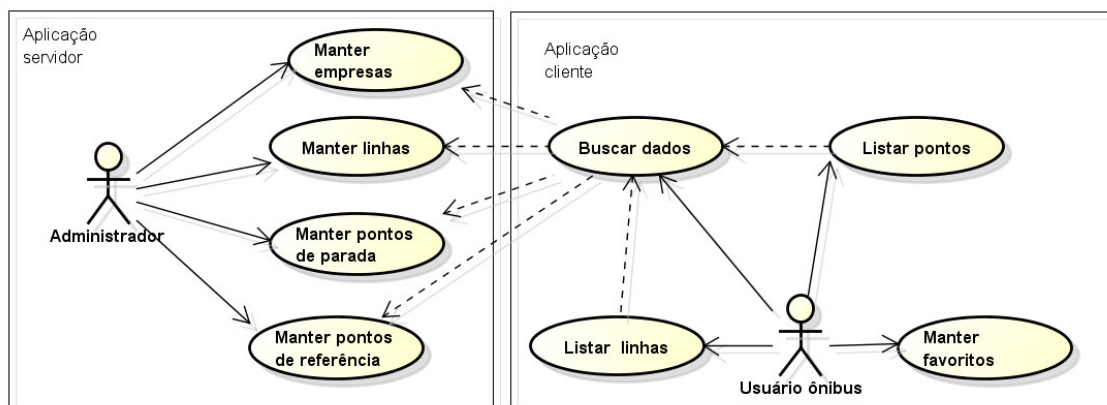 Aplicação
servidor
Manter
empresas
Manter linhas
Administrador
Manter pontos
de parada
Manter pontos
de referência
Aplicação
cliente
Buscar dados
Listar pontos
Listar linhas
Usuário ônibus
Manter
favoritos